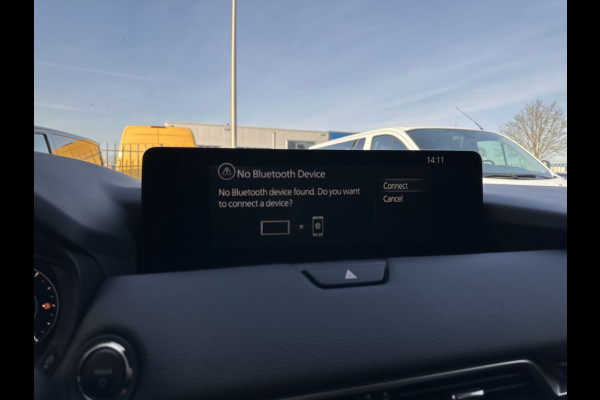 14:11
No Bluetooth Device
No Bluetooth device found. Do you want
to connect a device?
Connect
Cancel